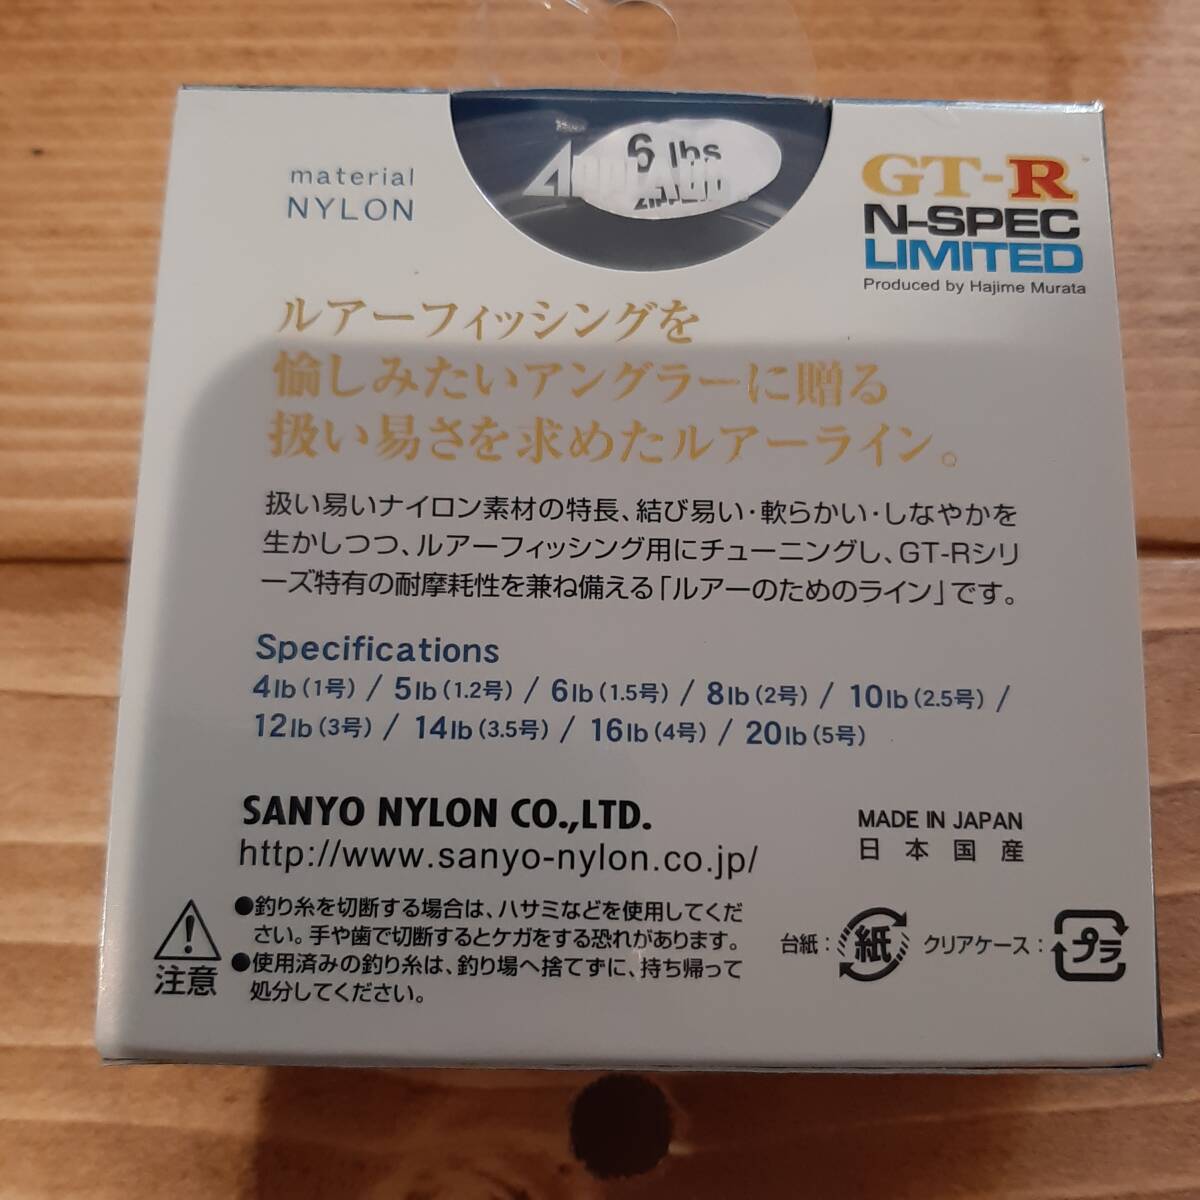 material
NYLON
6 lbs
APPLAUD
GT-R
N-SPEC
LIMITED
Produced by Hajime Murata
ルアーフィッシングを
愉しみたいアングラーに贈る
扱い易さを求めたルアーライン。
扱い易いナイロン素材の特長、結び易い・軟らかい・しなやかを
生かしつつ、ルアーフィッシング用にチューニングし、GT-Rシリ
ーズ特有の耐摩耗性を兼ね備える「ルアーのためのライン」です。
Specifications
4lb(1号) / 5lb(1.2号) / 6lb(1.5号) / 8lb(2号) / 10lb(2.5号) /
12lb(3号) / 14lb(3.5号) / 16lb(4号) / 20lb(5号)
SANYO NYLON CO.,LTD.
http://www.sanyo-nylon.co.jp/
MADE IN JAPAN
日本国産
注意
●釣り糸を切断する場合は、ハサミなどを使用してくだ
さい。手や歯で切断するとケガをする恐れがあります。
●使用済みの釣り糸は、釣り場へ捨てずに、持ち帰って
処分してください。
台紙: 紙 クリアケース: プラ